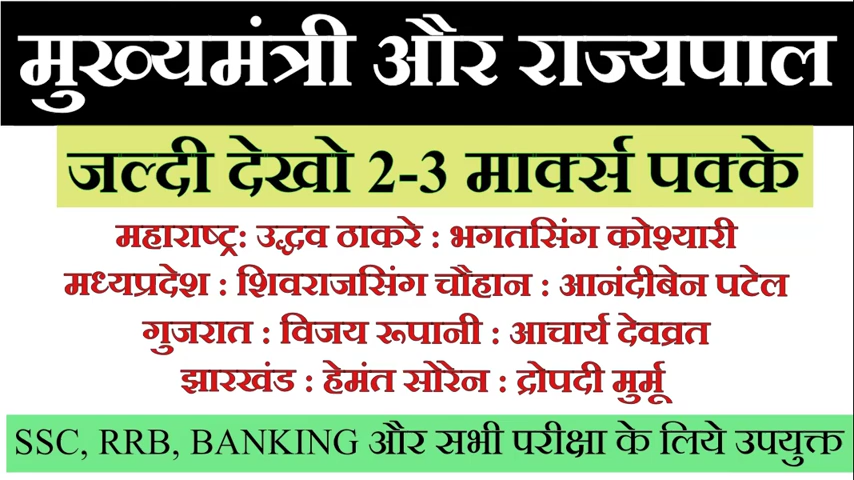 मुख्यमंत्री और राज्यपाल
जल्दी देखो 2-3 मार्क्स पक्के
महाराष्ट्र: उद्धव ठाकरे : भगतसिंग कोश्यारी
मध्यप्रदेश : शिवराजसिंग चौहान : आनंदीबेन पटेल
गुजरात : विजय रूपानी : आचार्य देवव्रत
झारखंड : हेमंत सोरेन : द्रोपदी मुर्मू
SSC, RRB, BANKING और सभी परीक्षा के लिये उपयुक्त